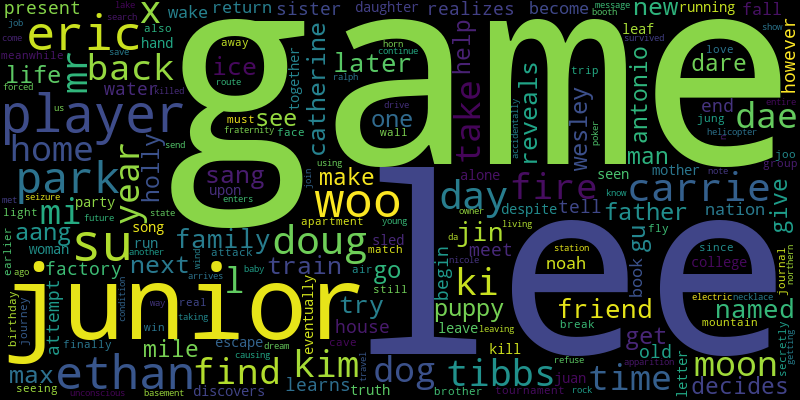 present x wake return sister daughter realizes become new running fall
job
search
lake
booth
message
come
eric
mr
hand
also
away
game
horn
continue
help
save
leaf
survived
love
show
however
meanwhile
life
back
water
killed
ice
route
together
catherine
later
ralph
take
trip
antonio
dare
entire
forced
us
player
must
see
face
drive
one
wall
accidentally
reveals
wesley
poker
end
jung
dae
helicopter
send
fraternity
home
year
holly
sang
upon
using
join
make
alone
man
seen
mother
note
joo
group
know
park
met
seizure
enters
woo
lee
day
fire
carrie
give
light
party
future
state
apartment
young
owner
despite
tell
father
nation
mi
song
living
aang
su
run
family
doug
sled
match
da
jin
meet
station
gu
fly
since
woman
another
attack
nicole
noah
book
college
earlier
factory
next
wind
l
train
air
go
begin
ki
journal
northern
ago
arrives
baby
still
puppy
friend
electric
necklace
birthday
journey
junior
condition
way
real
eventually
try
leave
leaving
break
get
named
attempt
win
taking
escape
house
mountain
finally
mile
causing
cave
kill
refuse
old
secretly
getting
max
ethan
find
dream
kim
travel
dog
tibbs
time
apparition
moon
letter
seeing
unconscious
basement
discovers
learns
truth
brother
tournament
juan
rock
decides